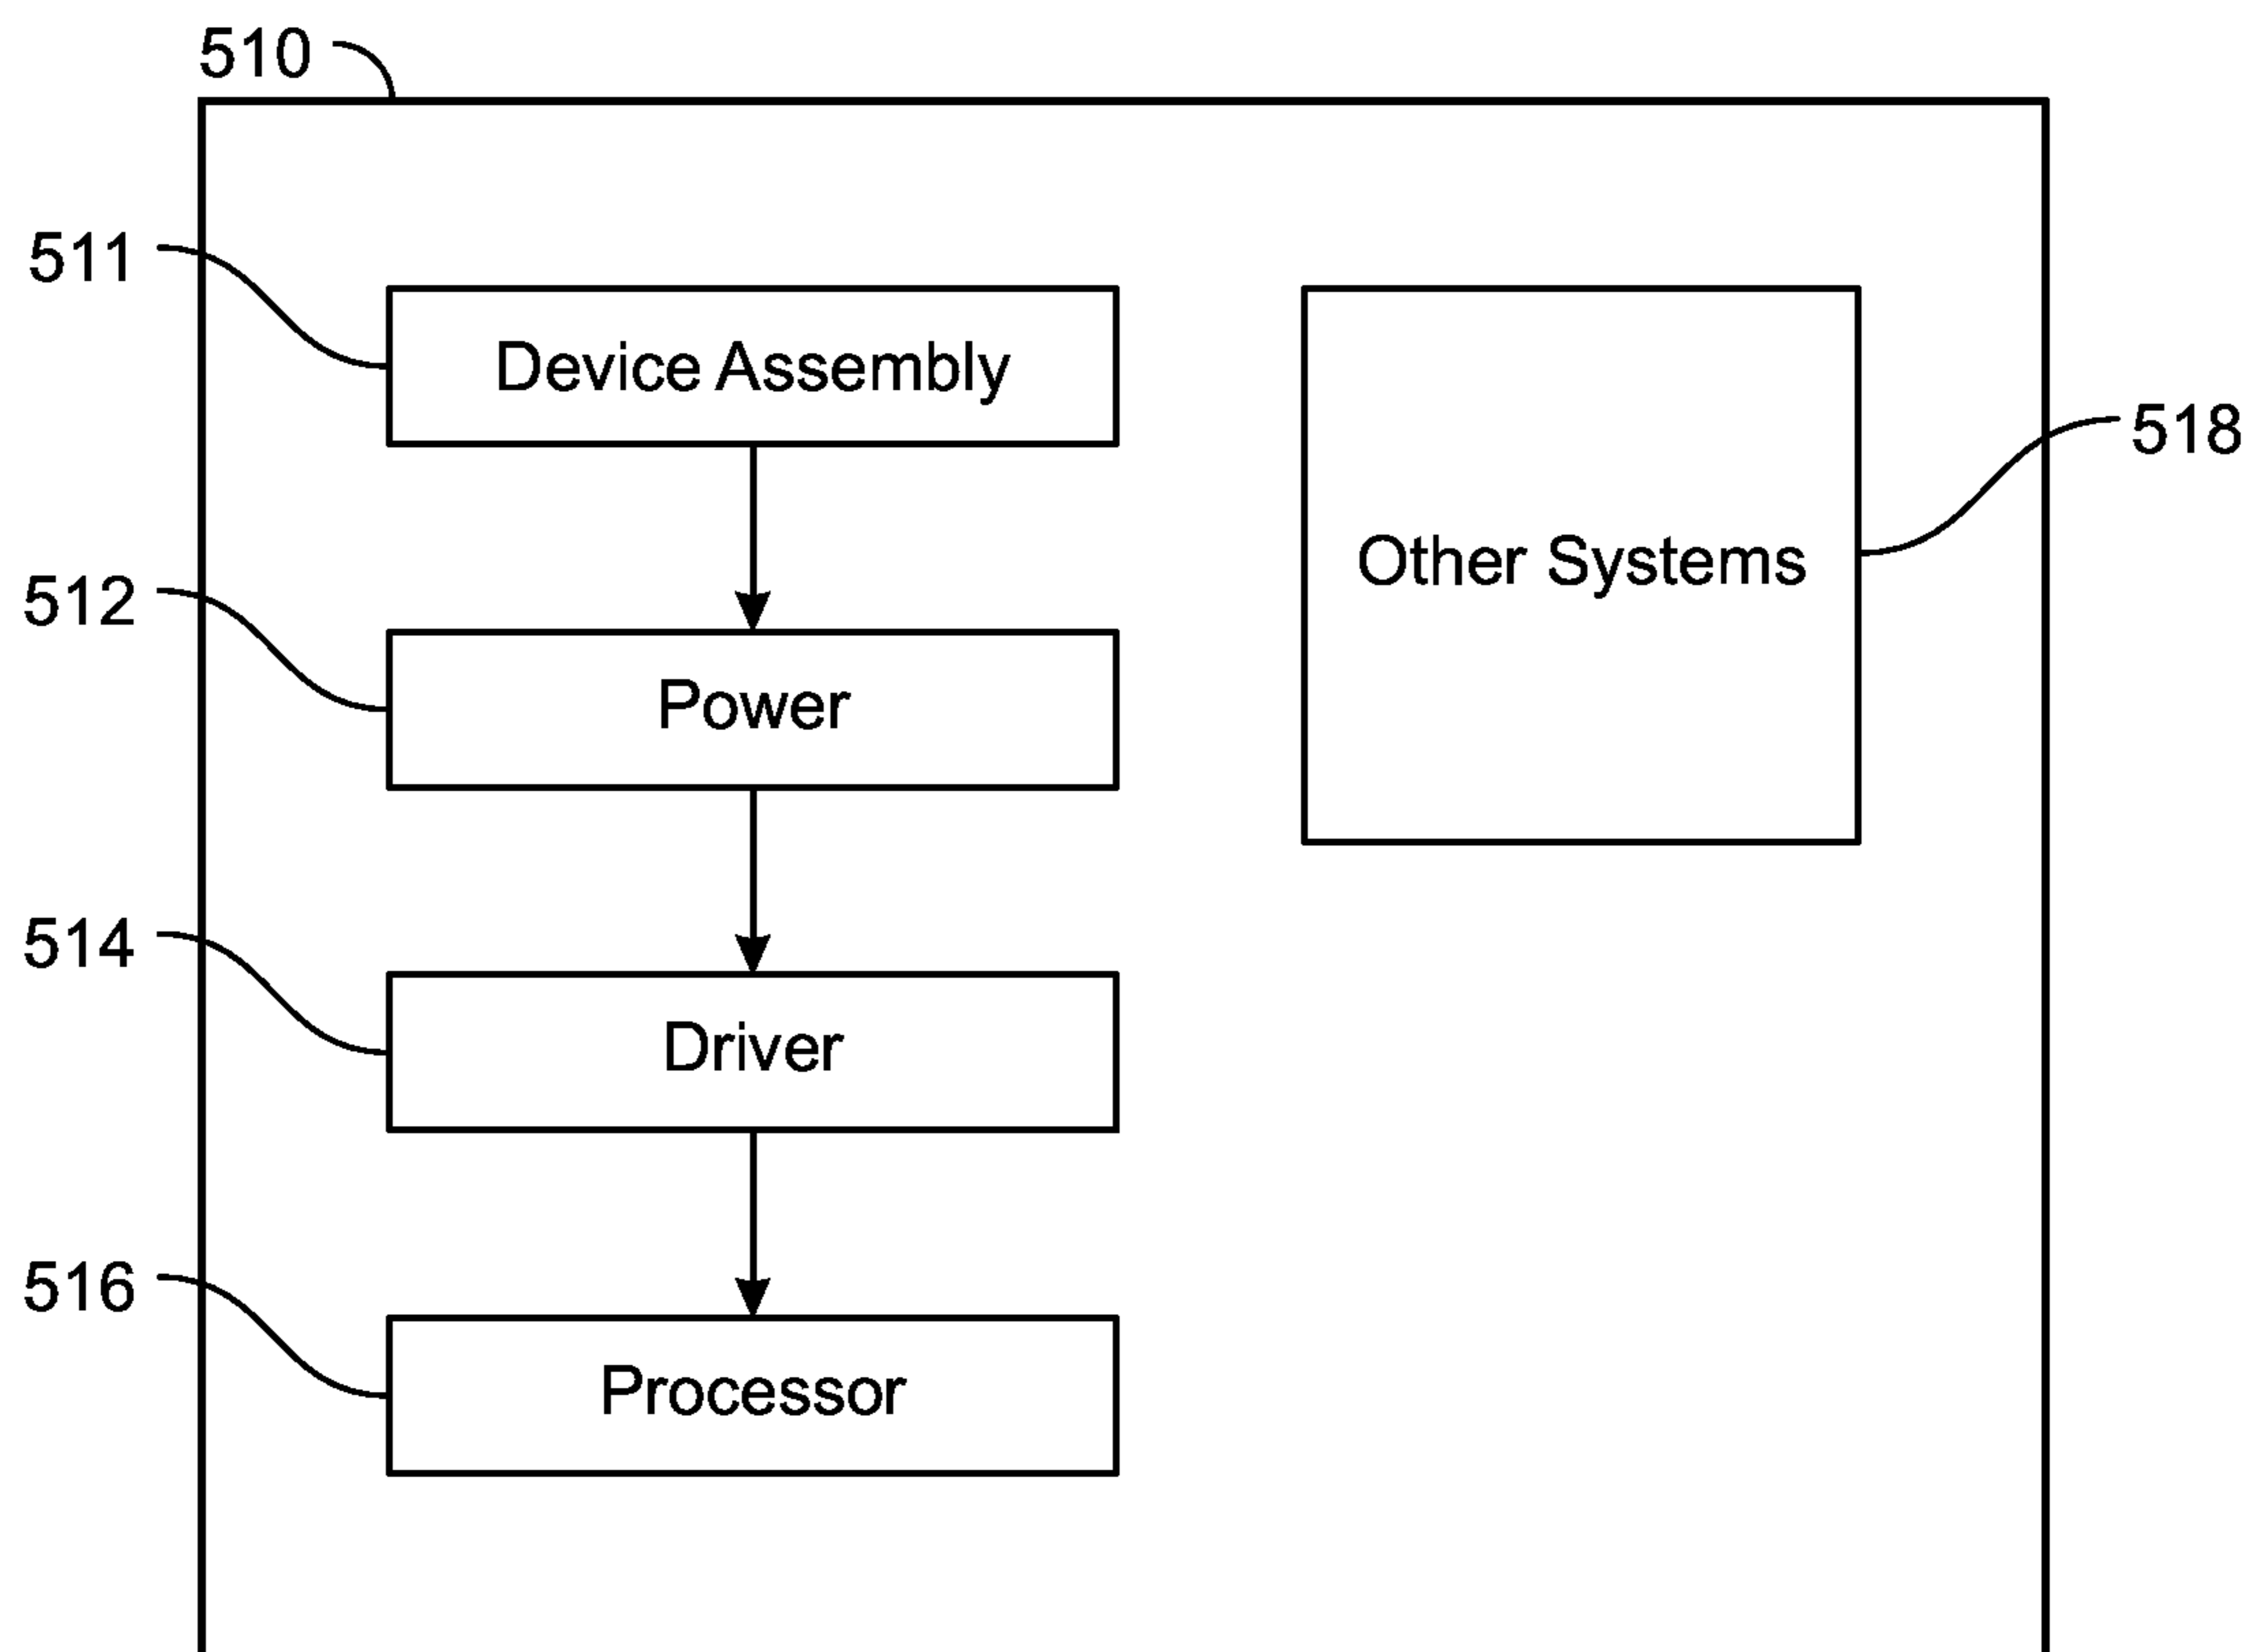 510
511
Device Assembly
518
Other Systems
512
Power
514
Driver
516
Processor